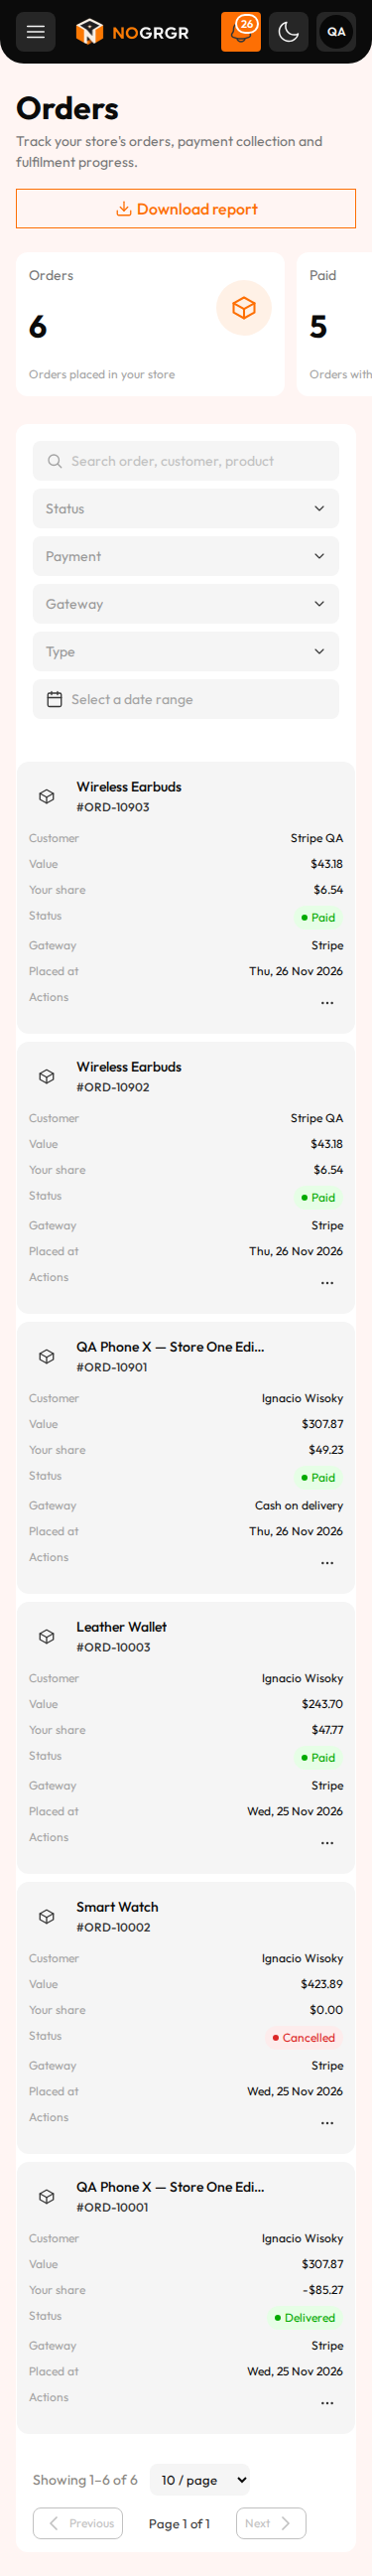 NOGRGR
26
QA
Orders
Track your store's orders, payment collection and
fulfilment progress.
Download report
Orders
6
Orders placed in your store
Paid
5
Orders with
Search order, customer, product
Status
Payment
Gateway
Type
Select a date range
Wireless Earbuds
#ORD-10903
Customer Stripe QA
Value $43.18
Your share $6.54
Status Paid
Gateway Stripe
Placed at Thu, 26 Nov 2026
Actions ...
Wireless Earbuds
#ORD-10902
Customer Stripe QA
Value $43.18
Your share $6.54
Status Paid
Gateway Stripe
Placed at Thu, 26 Nov 2026
Actions ...
QA Phone X — Store One Edi...
#ORD-10901
Customer Ignacio Wisoky
Value $307.87
Your share $49.23
Status Paid
Gateway Cash on delivery
Placed at Thu, 26 Nov 2026
Actions ...
Leather Wallet
#ORD-10003
Customer Ignacio Wisoky
Value $243.70
Your share $47.77
Status Paid
Gateway Stripe
Placed at Wed, 25 Nov 2026
Actions ...
Smart Watch
#ORD-10002
Customer Ignacio Wisoky
Value $423.89
Your share $0.00
Status Cancelled
Gateway Stripe
Placed at Wed, 25 Nov 2026
Actions ...
QA Phone X — Store One Edi...
#ORD-10001
Customer Ignacio Wisoky
Value $307.87
Your share -$85.27
Status Delivered
Gateway Stripe
Placed at Wed, 25 Nov 2026
Actions ...
Showing 1–6 of 6 10 / page
Previous Page 1 of 1 Next